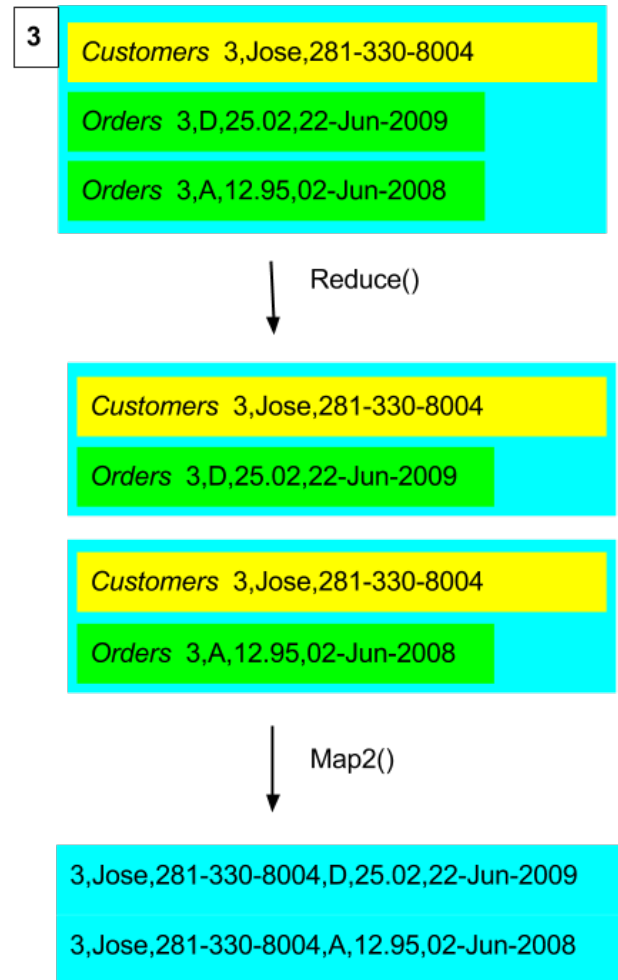 3
Customers 3,Jose,281-330-8004
Orders 3,D,25.02,22-Jun-2009
Orders 3,A,12.95,02-Jun-2008
Reduce()
Customers 3,Jose,281-330-8004
Orders 3,D,25.02,22-Jun-2009
Customers 3,Jose,281-330-8004
Orders 3,A,12.95,02-Jun-2008
Map2()
3,Jose,281-330-8004,D,25.02,22-Jun-2009
3,Jose,281-330-8004,A,12.95,02-Jun-2008